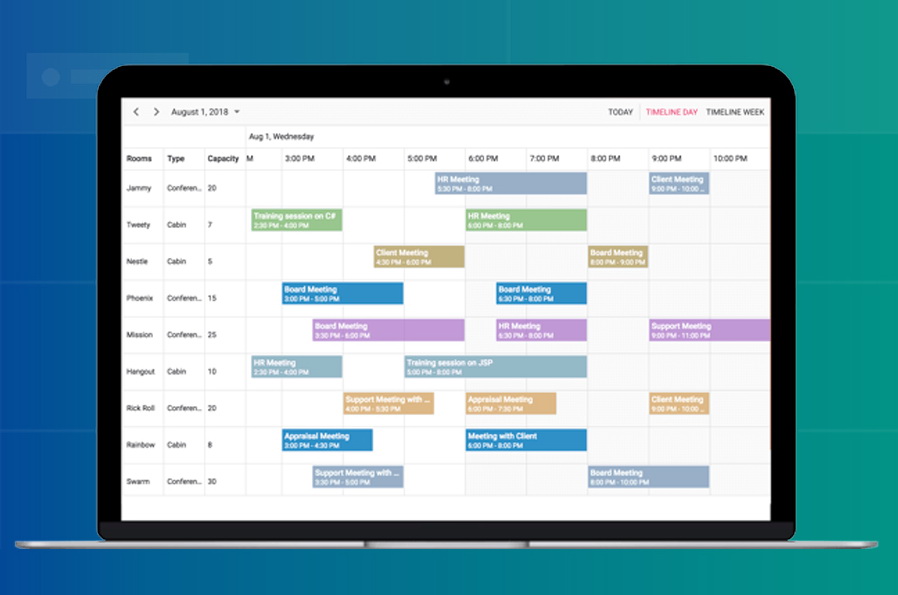 August 1, 2018 TODAY TIMELINE DAY TIMELINE WEEK
Aug 1, Wednesday
Rooms Type Capacity M 3:00 PM 4:00 PM 5:00 PM 6:00 PM 7:00 PM 8:00 PM 9:00 PM 10:00 PM
Jammy Conferen... 20
HR Meeting
5:30 PM - 8:00 PM
Client Meeting
9:00 PM - 10:00 ...
Tweety Cabin 7
Training session on C#
2:30 PM - 4:00 PM
HR Meeting
6:00 PM - 8:00 PM
Nestle Cabin 5
Client Meeting
4:30 PM - 6:00 PM
Board Meeting
8:00 PM - 9:00 PM
Phoenix Conferen... 15
Board Meeting
3:00 PM - 5:00 PM
Board Meeting
6:30 PM - 8:00 PM
Mission Conferen... 25
Board Meeting
3:30 PM - 6:00 PM
HR Meeting
6:30 PM - 8:00 PM
Support Meeting
9:00 PM - 11:00 PM
Hangout Cabin 10
HR Meeting
2:30 PM - 4:00 PM
Training session on JSP
5:00 PM - 8:00 PM
Rick Roll Conferen... 20
Support Meeting with ...
4:00 PM - 5:30 PM
Appraisal Meeting
6:00 PM - 7:30 PM
Client Meeting
9:00 PM - 10:00 ...
Rainbow Cabin 8
Appraisal Meeting
3:00 PM - 4:30 PM
Meeting with Client
6:00 PM - 8:00 PM
Swarm Conferen... 30
Support Meeting with ...
3:30 PM - 5:00 PM
Board Meeting
8:00 PM - 10:00 PM